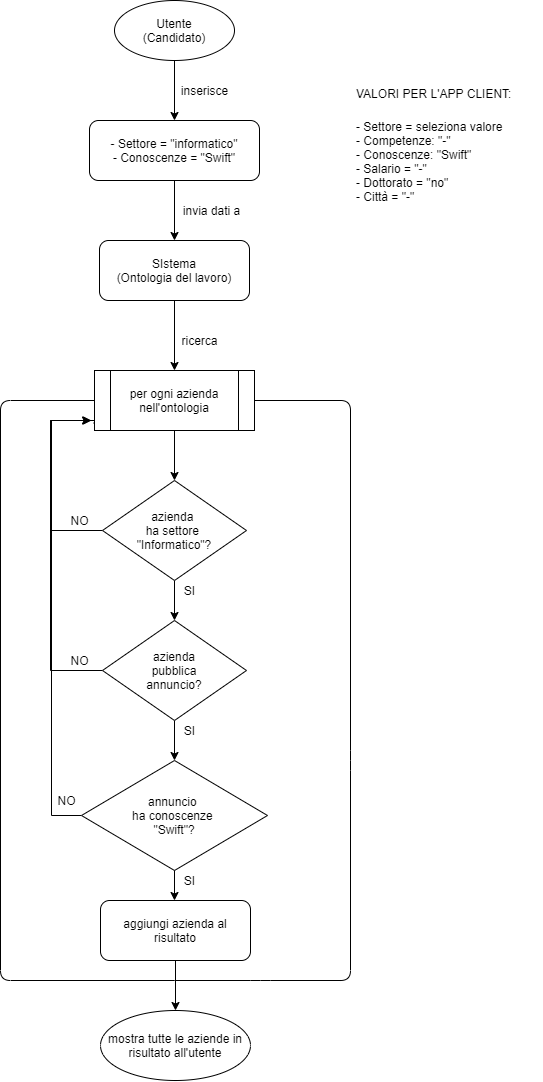 Utente
(Candidato)
inserisce
VALORI PER L'APP CLIENT:
- Settore = "informatico"
- Conoscenze = "Swift"
- Settore = seleziona valore
- Competenze: "-"
- Conoscenze: "Swift"
- Salario = "-"
- Dottorato = "no"
- Città = "-"
invia dati a
SIstema
(Ontologia del lavoro)
ricerca
per ogni azienda
nell'ontologia
azienda
ha settore
"Informatico"?
NO
SI
azienda
pubblica
annuncio?
NO
SI
annuncio
ha conoscenze
"Swift"?
NO
SI
aggiungi azienda al
risultato
mostra tutte le aziende in
risultato all'utente